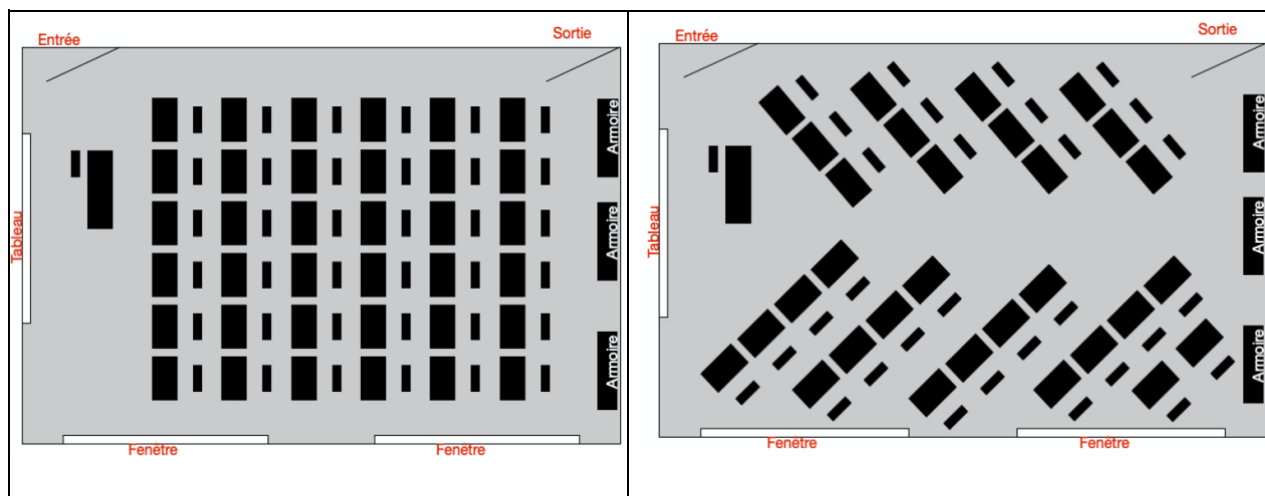 Entrée
Sortie
Armoire
Armoire
Armoire
Tableau
Fenêtre
Fenêtre
Entrée
Sortie
Armoire
Armoire
Armoire
Tableau
Fenêtre
Fenêtre